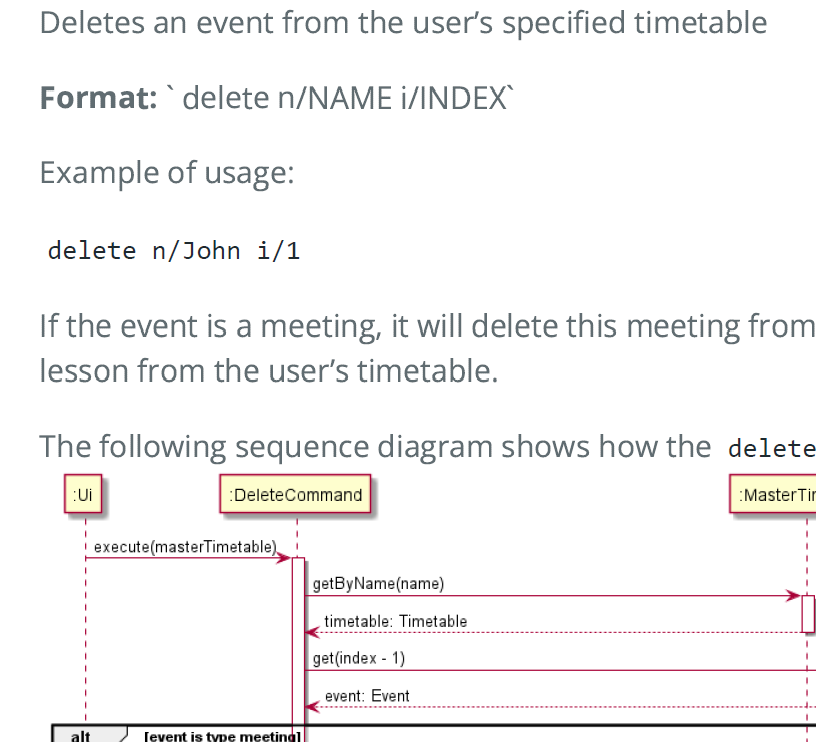 Deletes an event from the user's specified timetable
Format: ` delete n/NAME i/INDEX`
Example of usage:
delete n/John i/1
If the event is a meeting, it will delete this meeting from
lesson from the user's timetable.
The following sequence diagram shows how the delete
:Ui :DeleteCommand :MasterTi
execute(masterTimetable)
getByName(name)
timetable: Timetable
get(index - 1)
event: Event
alt [event is type meeting]